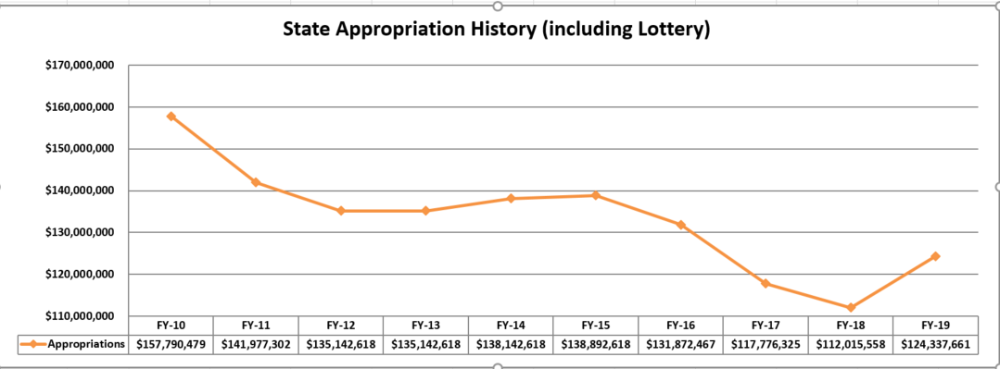 State Appropriation History (including Lottery)
$170,000,000
$160,000,000
$150,000,000
$140,000,000
$130,000,000
$120,000,000
$110,000,000
FY-10 FY-11 FY-12 FY-13 FY-14 FY-15 FY-16 FY-17 FY-18 FY-19
Appropriations $157,790,479 $141,977,302 $135,142,618 $135,142,618 $138,142,618 $138,892,618 $131,872,467 $117,776,325 $112,015,558 $124,337,661